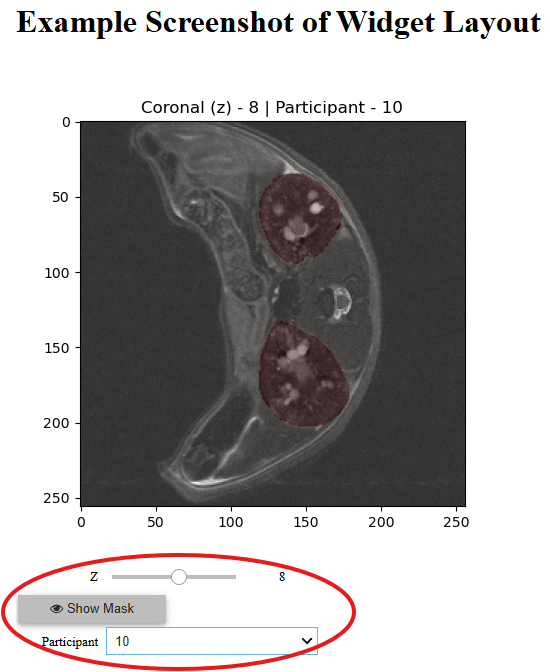 Example Screenshot of Widget Layout
Coronal (z) - 8 | Participant - 10
0
50
100
150
200
250
0 50 100 150 200 250
Z 8
Show Mask
Participant 10